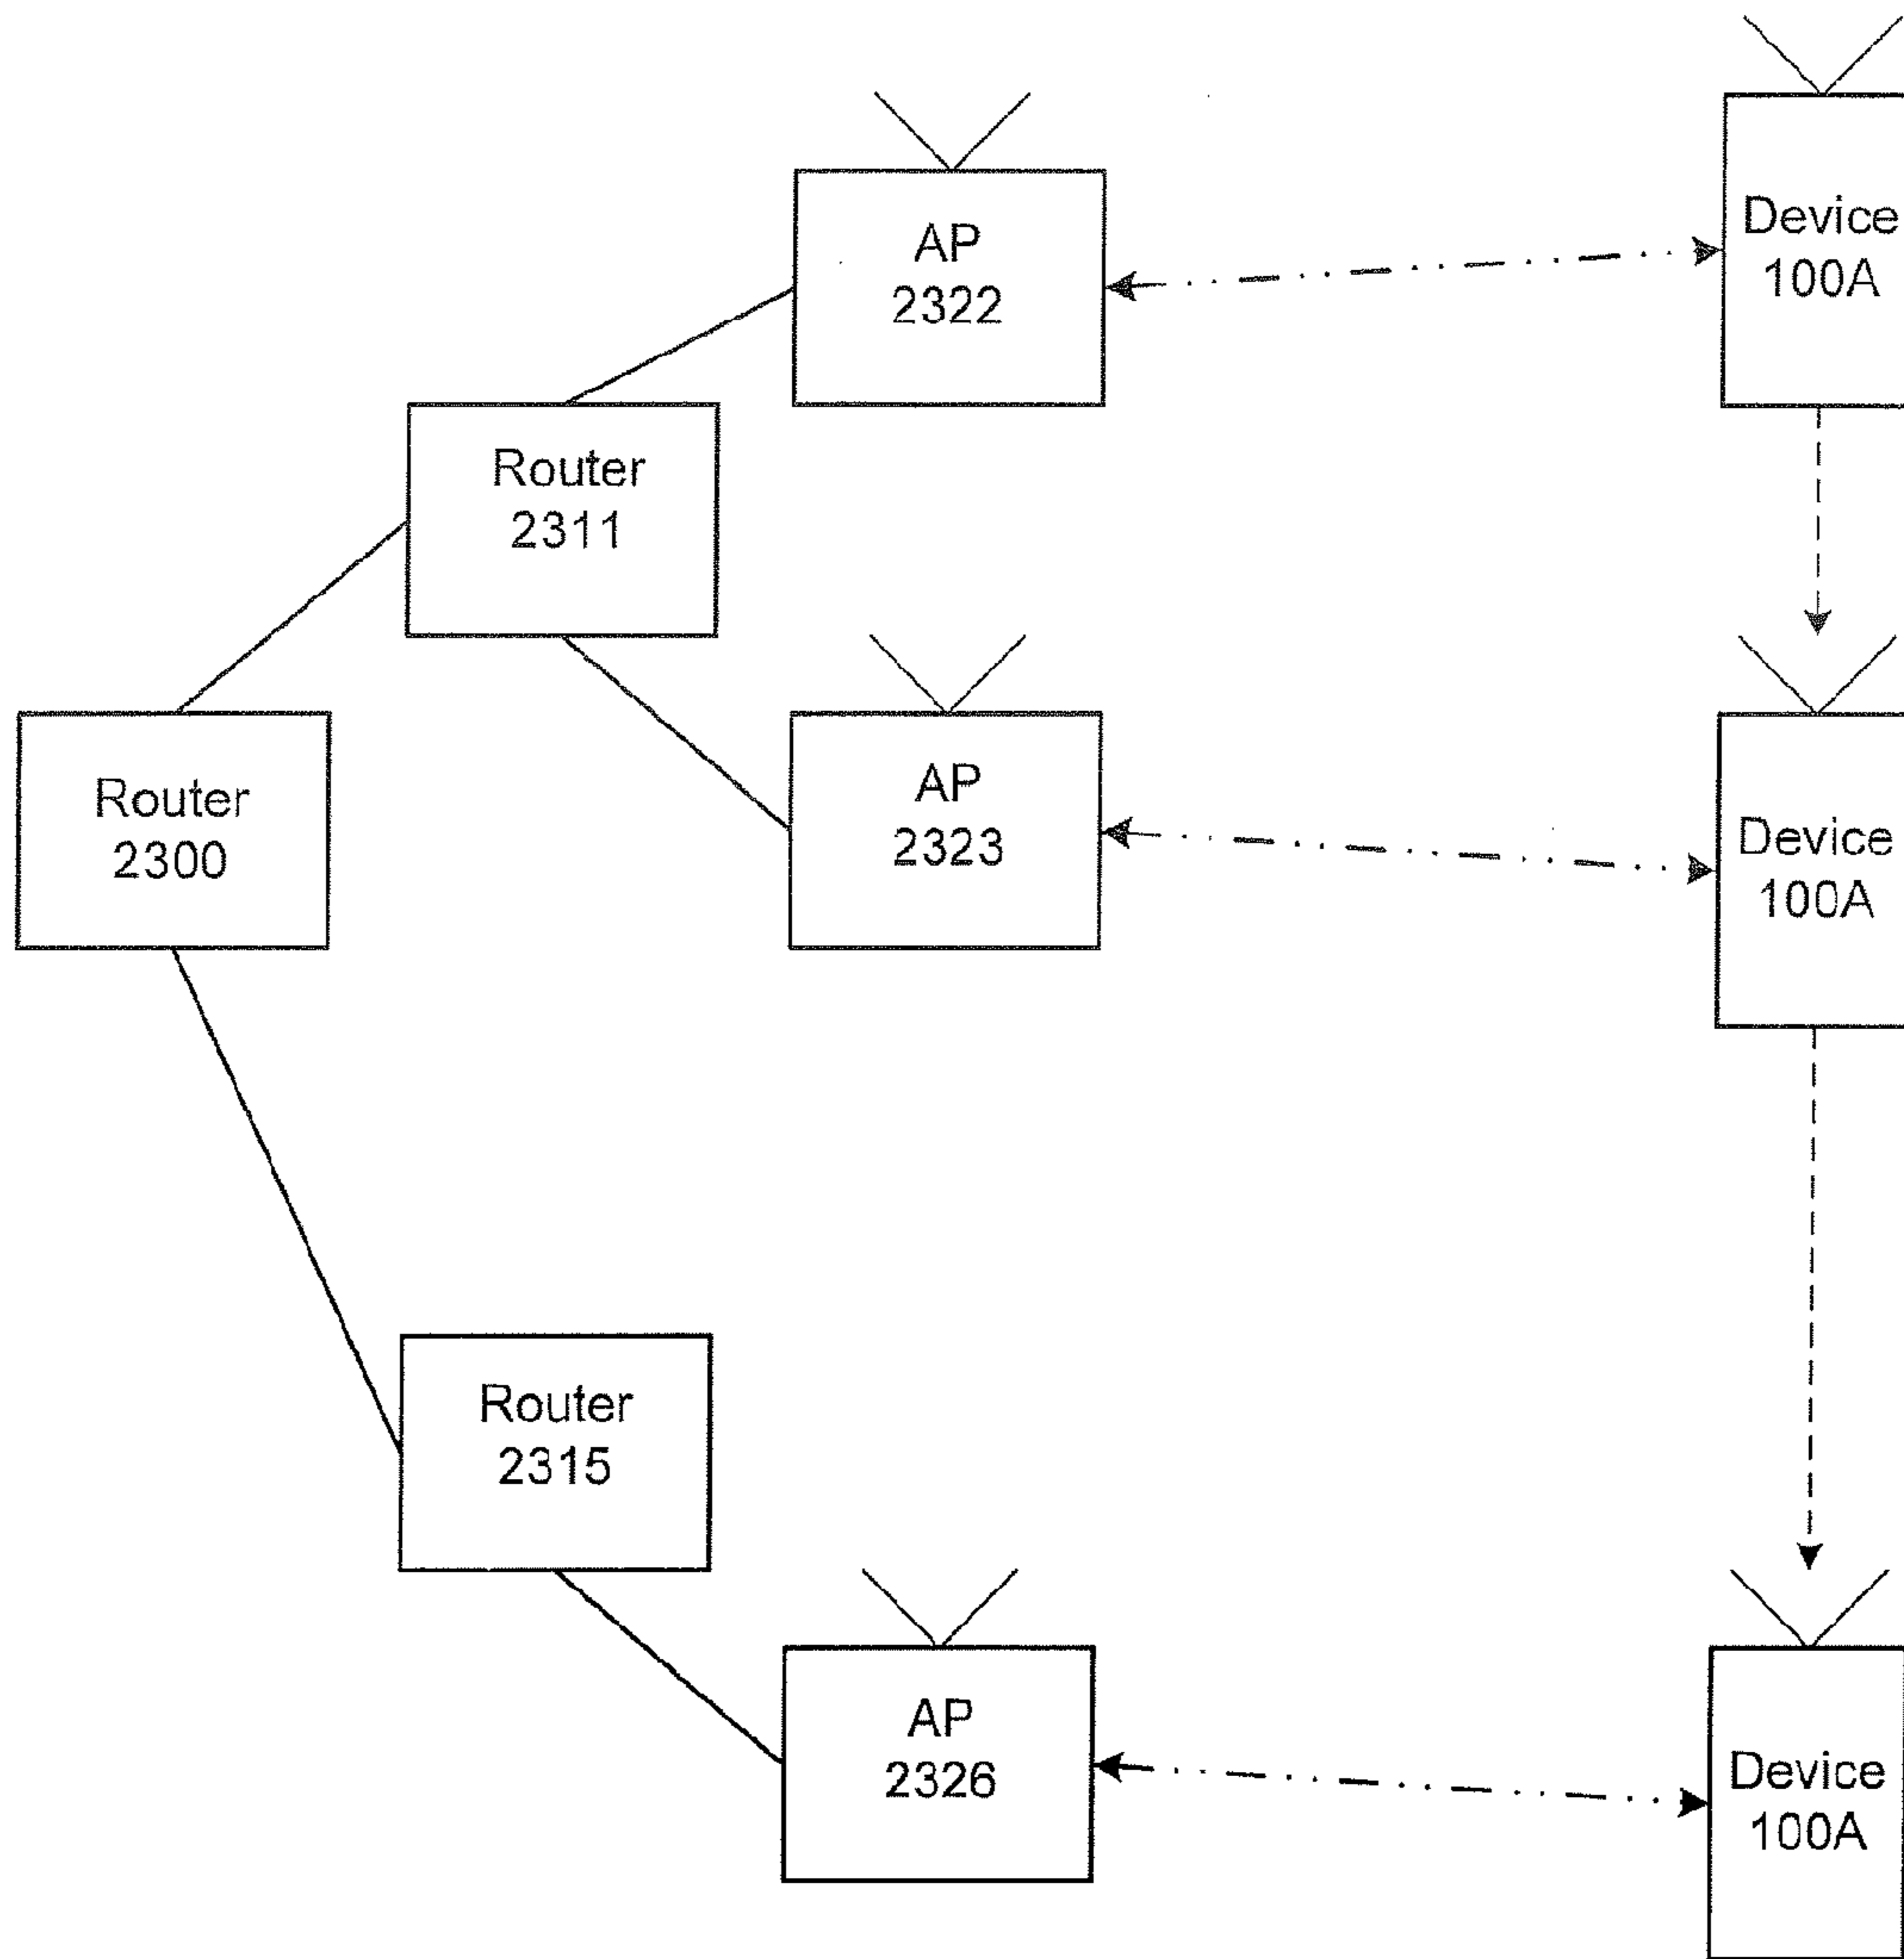 Device
100A
AP
2322
Router
2311
AP
2323
Device
100A
Router
2300
Router
2315
AP
2326
Device
100A